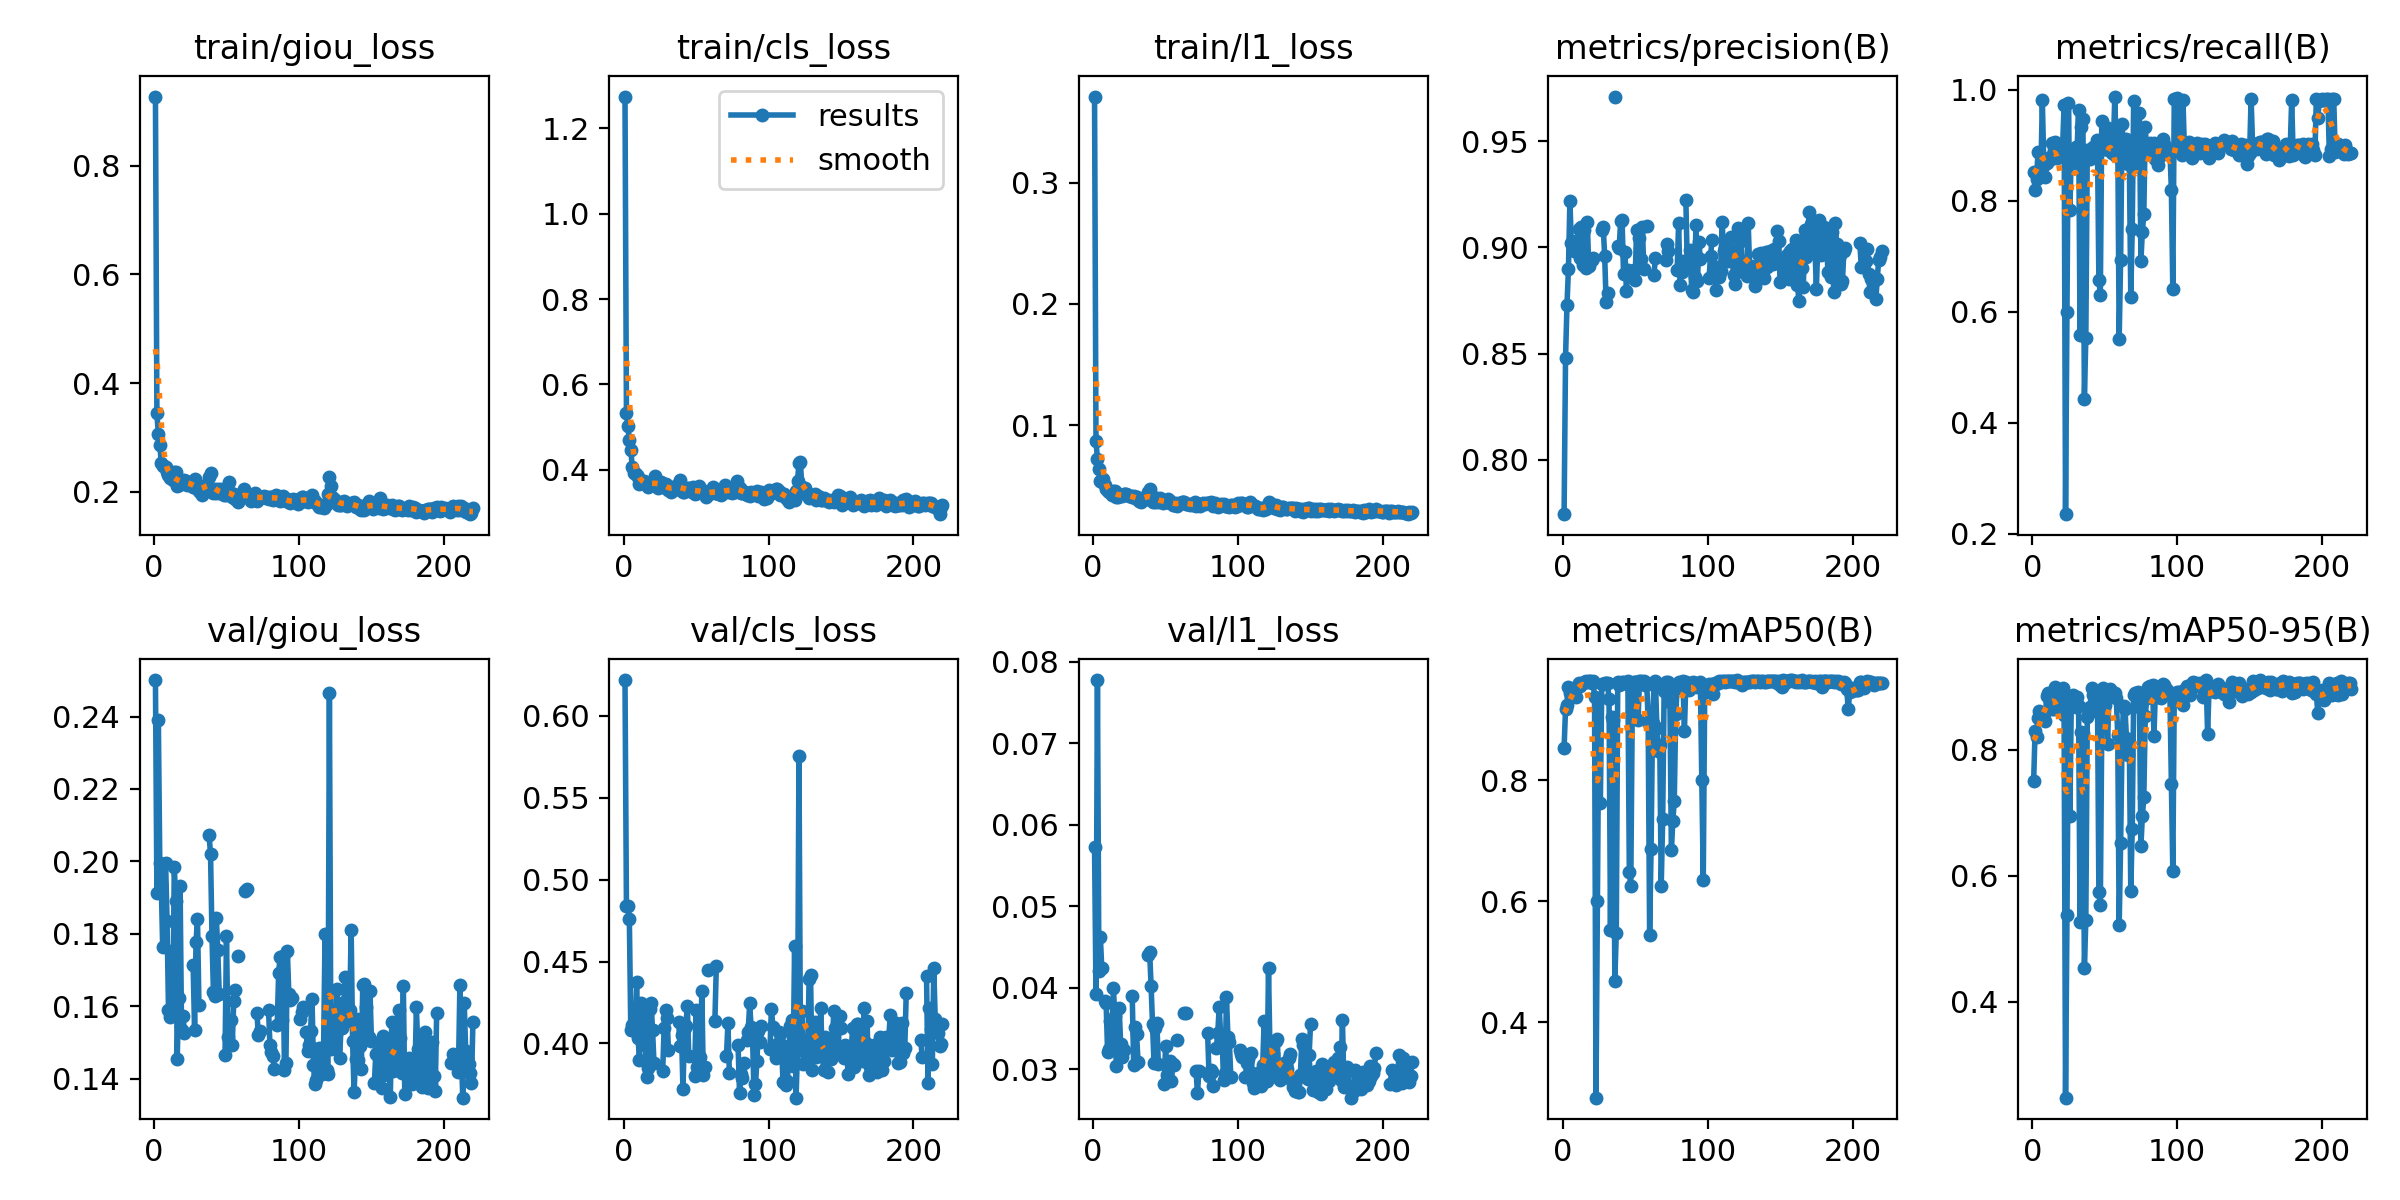 train/giou_loss
train/cls_loss
train/l1_loss
metrics/precision(B)
metrics/recall(B)
0.8
0.6
0.4
0.2
0 100 200
results
smooth
1.2
1.0
0.8
0.6
0.4
0 100 200
0.3
0.2
0.1
0 100 200
0.95
0.90
0.85
0.80
0 100 200
1.0
0.8
0.6
0.4
0.2
0 100 200
val/giou_loss
val/cls_loss
val/l1_loss
metrics/mAP50(B)
metrics/mAP50-95(B)
0.24
0.22
0.20
0.18
0.16
0.14
0 100 200
0.60
0.55
0.50
0.45
0.40
0 100 200
0.08
0.07
0.06
0.05
0.04
0.03
0 100 200
0.8
0.6
0.4
0 100 200
0.8
0.6
0.4
0 100 200